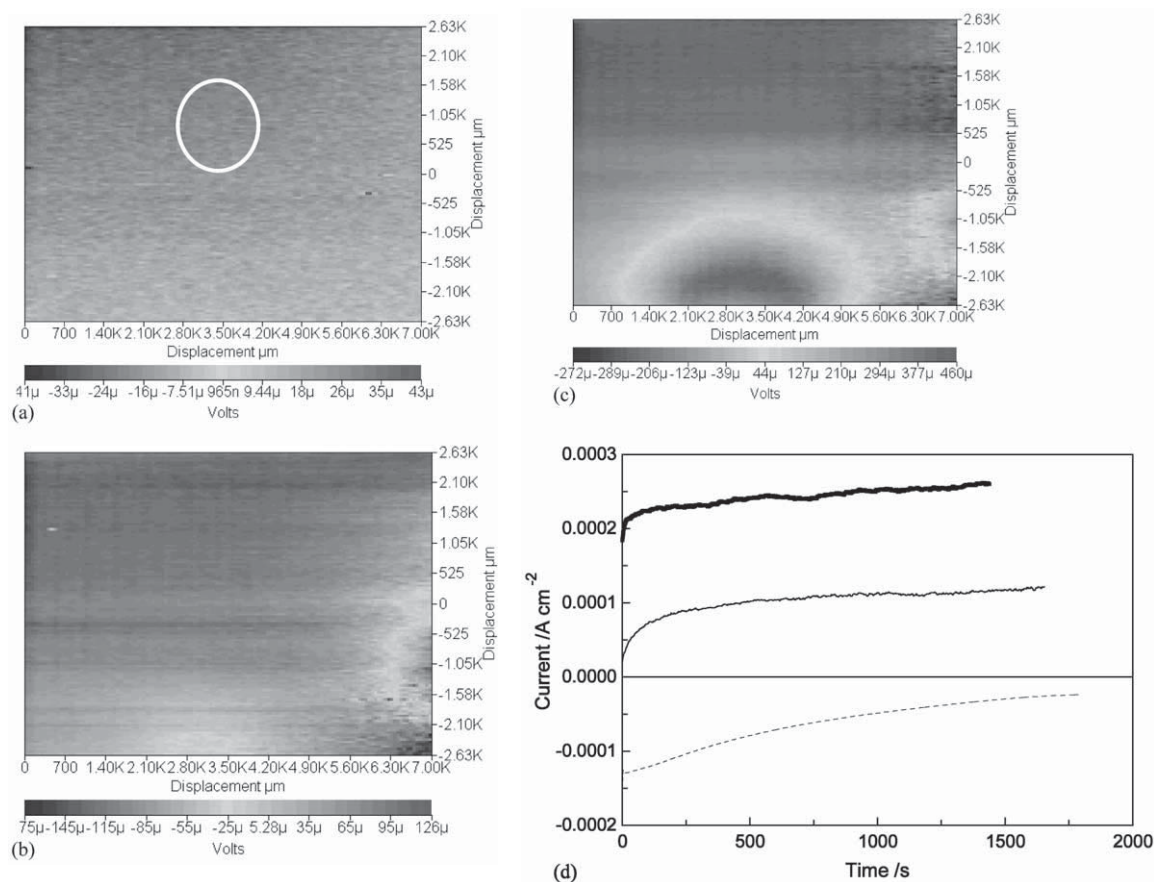 2.63K
2.10K
1.58K
1.05K
525
0
-525
-1.05K
-1.58K
-2.10K
-2.63K
Displacement µm
0 700 1.40K 2.10K 2.80K 3.50K 4.20K 4.90K 5.60K 6.30K 7.00K
Displacement µm
41µ -33µ -24µ -16µ -7.51µ 965n 9.44µ 18µ 26µ 35µ 43µ
Volts
(a)
2.63K
2.10K
1.58K
1.05K
525
0
-525
-1.05K
-1.58K
-2.10K
-2.63K
Displacement µm
0 700 1.40K 2.10K 2.80K 3.50K 4.20K 4.90K 5.60K 6.30K 7.00K
Displacement µm
75µ -145µ -115µ -85µ -55µ -25µ 5.28µ 35µ 65µ 95µ 126µ
Volts
(b)
2.63K
2.10K
1.58K
1.05K
525
0
-525
-1.05K
-1.58K
-2.10K
-2.63K
Displacement µm
0 700 1.40K 2.10K 2.80K 3.50K 4.20K 4.90K 5.60K 6.30K 7.00K
Displacement µm
-272µ -289µ -206µ -123µ -39µ 44µ 127µ 210µ 294µ 377µ 460µ
Volts
(c)
0.0003
0.0002
0.0001
0.0000
-0.0001
-0.0002
Current /A cm⁻²
0 500 1000 1500 2000
Time /s
(d)